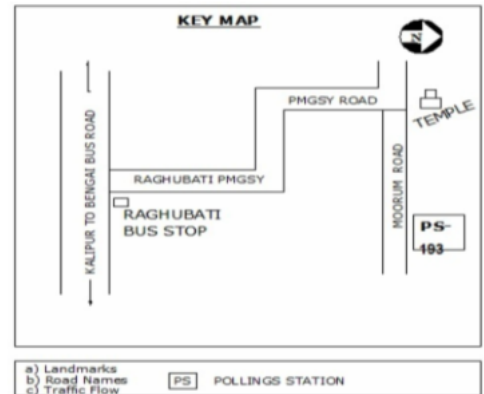 KEY MAP
N
PMGSY ROAD
TEMPLE
KALIPUR TO BENGAI BUS ROAD
RAGHUBATI PMGSY
MOORUM ROAD
RAGHUBATI
BUS STOP
PS-
193
a) Landmarks
b) Road Names
c) Traffic Flow
PS POLLINGS STATION